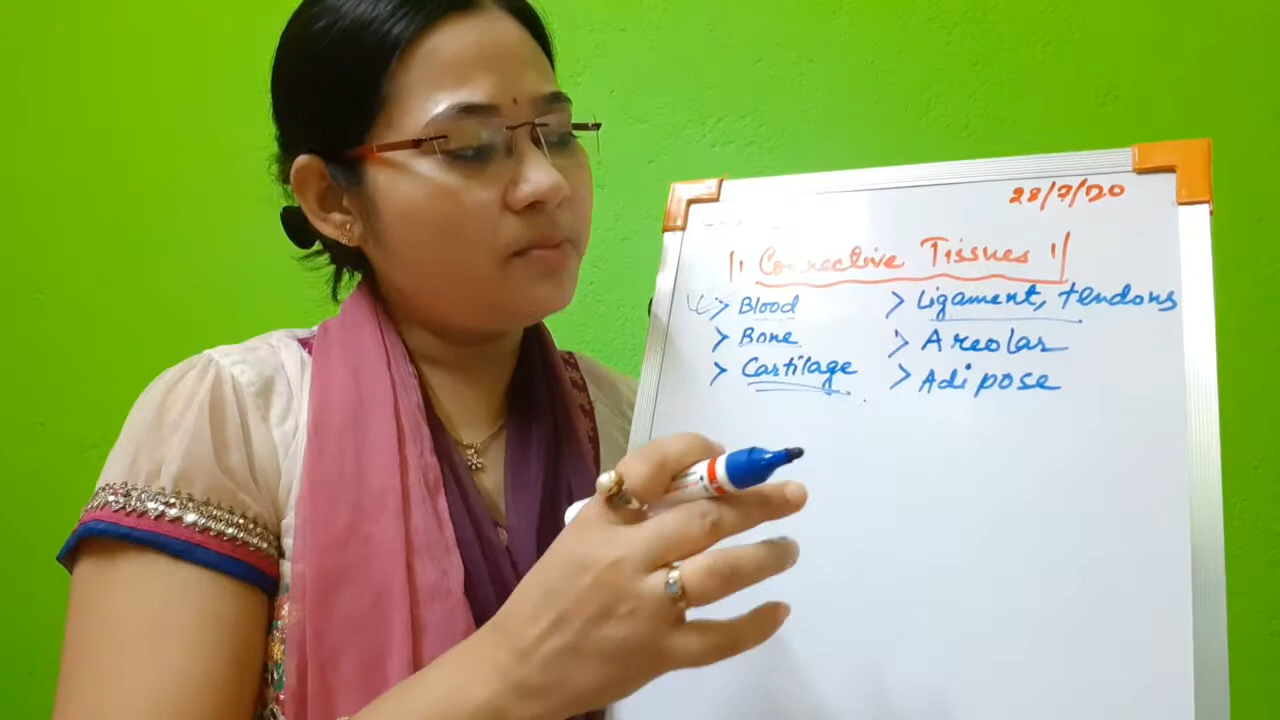 28/7/20
" Connective Tissues "
> Blood
> Bone
> Cartilage
> Ligament, tendons
> Areolar
> Adipose